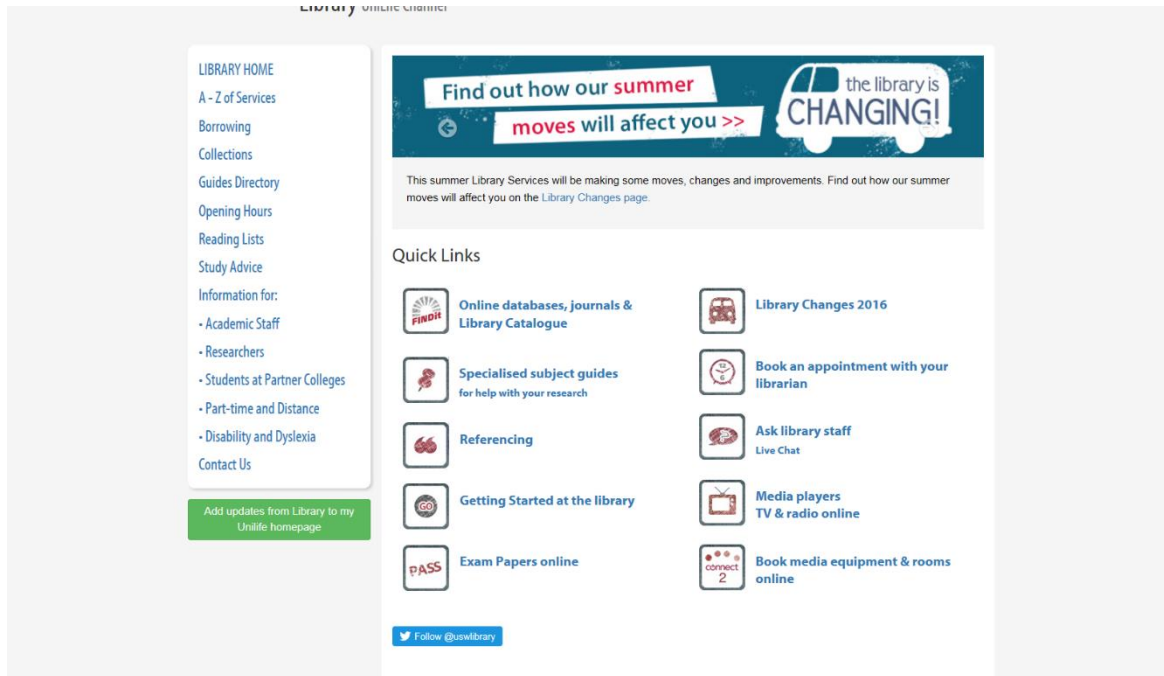 Library UniLife Channel
LIBRARY HOME
A - Z of Services
Borrowing
Collections
Guides Directory
Opening Hours
Reading Lists
Study Advice
Information for:
• Academic Staff
• Researchers
• Students at Partner Colleges
• Part-time and Distance
• Disability and Dyslexia
Contact Us
Add updates from Library to my
Unilife homepage
Find out how our summer
moves will affect you >>
the library is
CHANGING!
This summer Library Services will be making some moves, changes and improvements. Find out how our summer
moves will affect you on the Library Changes page.
Quick Links
FINDit
Online databases, journals &
Library Catalogue
Specialised subject guides
for help with your research
Referencing
GO
Getting Started at the library
PASS
Exam Papers online
Library Changes 2016
12
6
Book an appointment with your
librarian
Ask library staff
Live Chat
Media players
TV & radio online
connect
2
Book media equipment & rooms
online
Follow @uswlibrary